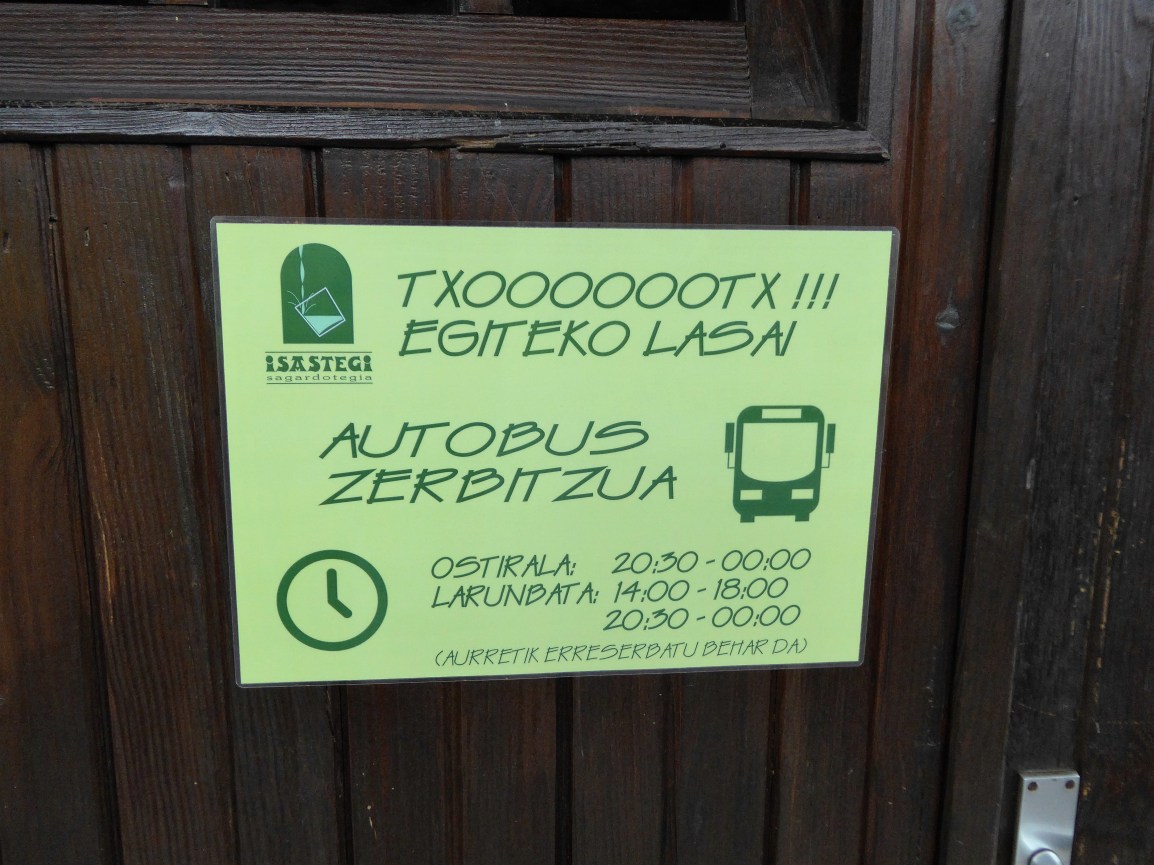 iSASTEGi
sagardotegia
TXOOOOOOOTX !!!
EGITEKO LASAI
AUTOBUS
ZERBITZUA
OSTIRALA: 20:30 - 00:00
LARUNBATA: 14:00 - 18:00
20:30 - 00:00
(AURRETIK ERRESERBATU BEHAR DA)